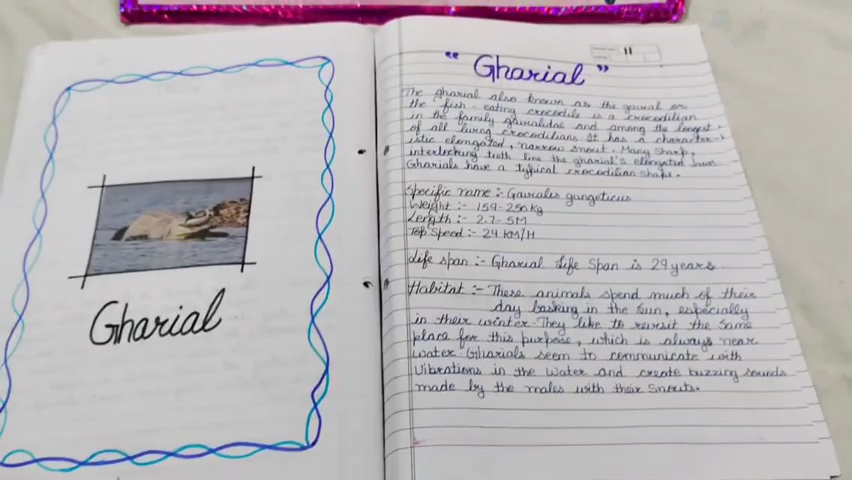 Gharial
11
"Gharial"
The gharial also known as the gavial or
the fish-eating crocodile is a crocodilian
in the family gavialidae and among the longest
of all living crocodilians. It has a character-
istic elongated, narrow snout. Many sharp,
interlocking teeth line the gharial's elongated Jaws.
Gharials have a typical crocodilian shape.
Specific name :- Gavialis gangeticus
Weight :- 159-250kg
Length :- 2.7-5M
Top Speed :- 24 KM/H
Life span :- Gharial Life Span is 29 years.
Habitat :- These animals spend much of their
day basking in the sun, especially
in their winter. They like to revisit the same
place for this purpose, which is always near
water. Gharials seem to communicate with
Vibrations in the water and create buzzing sounds
made by the males with their snouts.